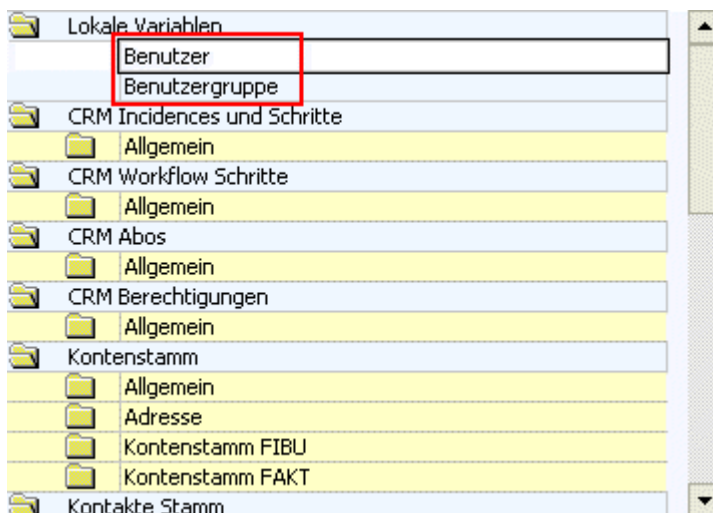 Lokale Variablen
Benutzer
Benutzergruppe
CRM Incidences und Schritte
Allgemein
CRM Workflow Schritte
Allgemein
CRM Abos
Allgemein
CRM Berechtigungen
Allgemein
Kontenstamm
Allgemein
Adresse
Kontenstamm FIBU
Kontenstamm FAKT
Kontakte Stamm